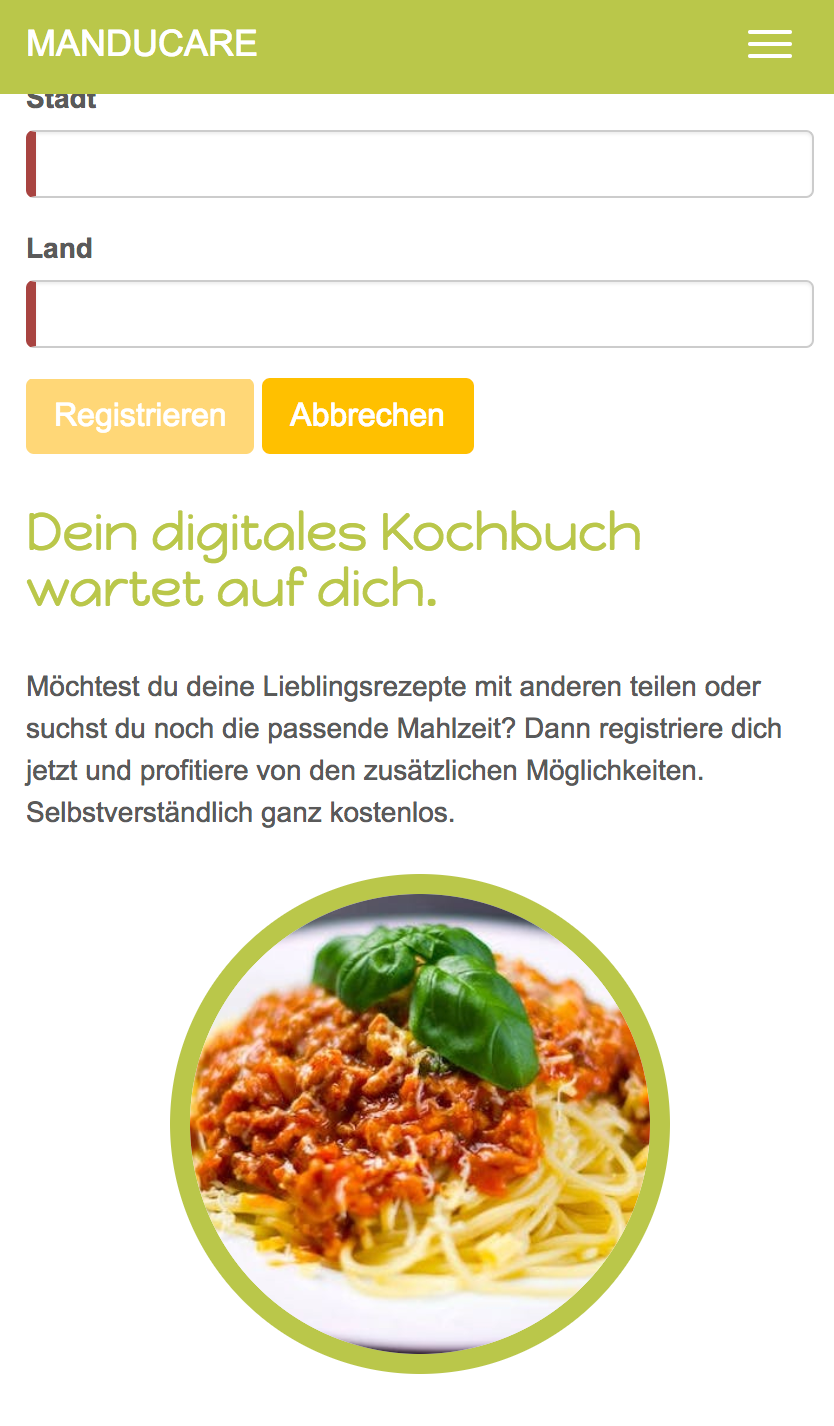 MANDUCARE
Stadt
Land
Registrieren Abbrechen
Dein digitales Kochbuch
wartet auf dich.
Möchtest du deine Lieblingsrezepte mit anderen teilen oder
suchst du noch die passende Mahlzeit? Dann registriere dich
jetzt und profitiere von den zusätzlichen Möglichkeiten.
Selbstverständlich ganz kostenlos.